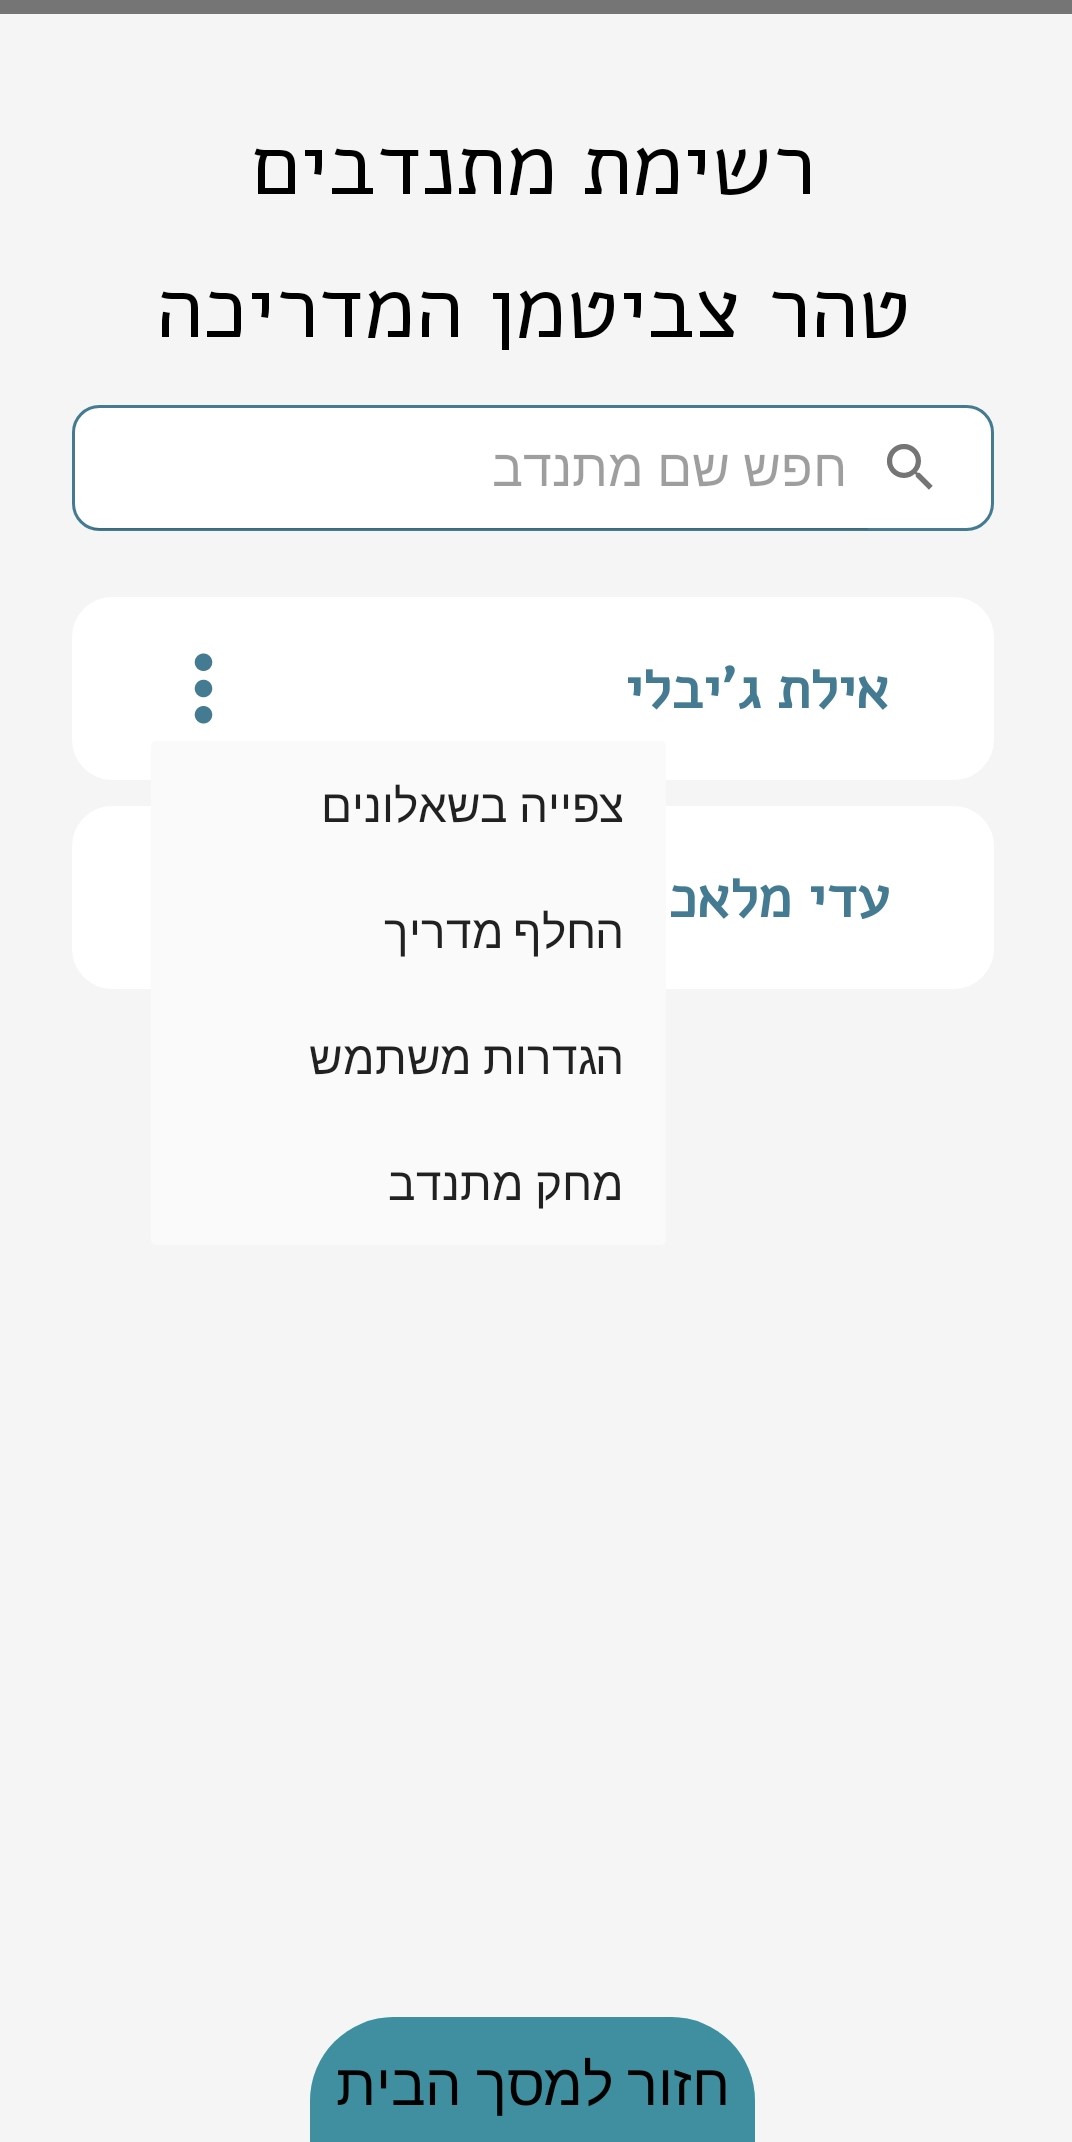 רשימת מתנדבים
טהר צביטמן המדריכה
חפש שם מתנדב
אילת ג'יבלי
צפייה בשאלונים
עדי מלאכ
החלף מדריך
הגדרות משתמש
מחק מתנדב
חזור למסך הבית